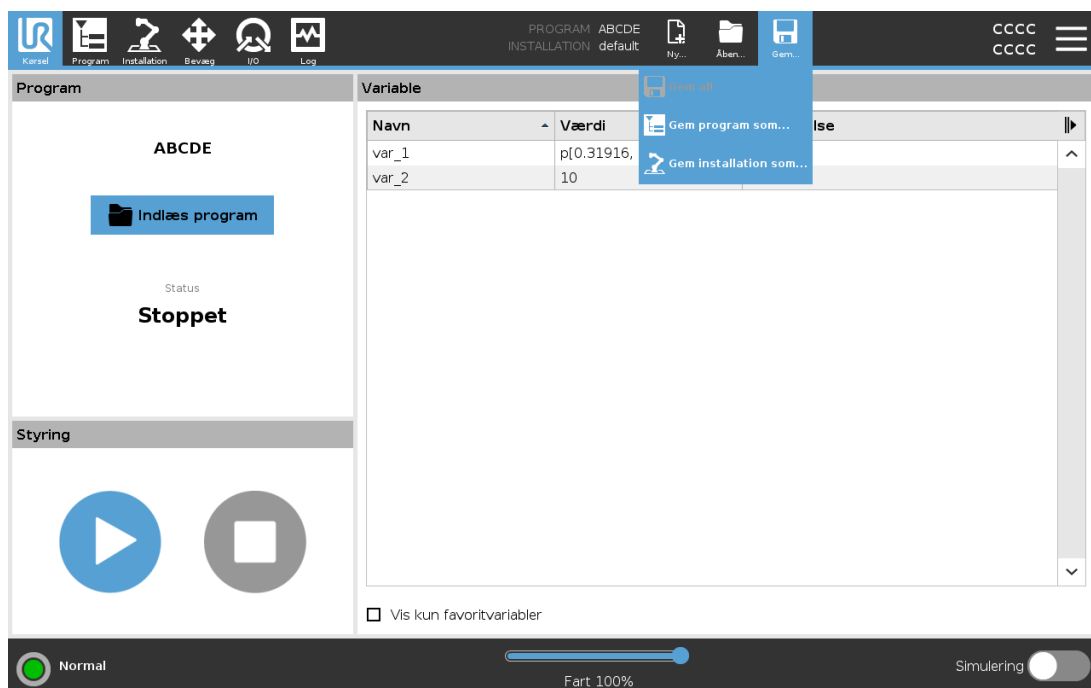 UR
Kørsel
Program
Installation
Bevæg
I/O
Log
PROGRAM ABCDE
INSTALLATION default
Ny...
Åben...
Gem...
CCCC
CCCC
Program
Variable
Gem alt
Gem program som...
Gem installation som...
Navn
Værdi
lse
var_1
p[0.31916,
var_2
10
ABCDE
Indlæs program
Status
Stoppet
Styring
Vis kun favoritvariabler
Normal
Fart 100%
Simulering